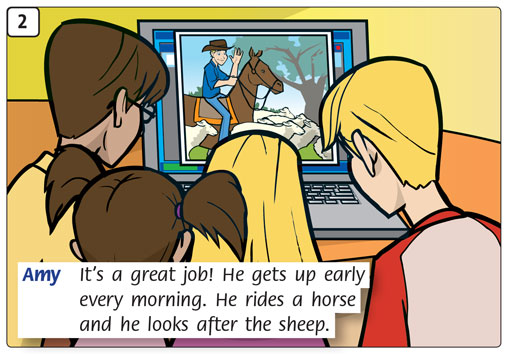 2
Amy It's a great job! He gets up early
every morning. He rides a horse
and he looks after the sheep.